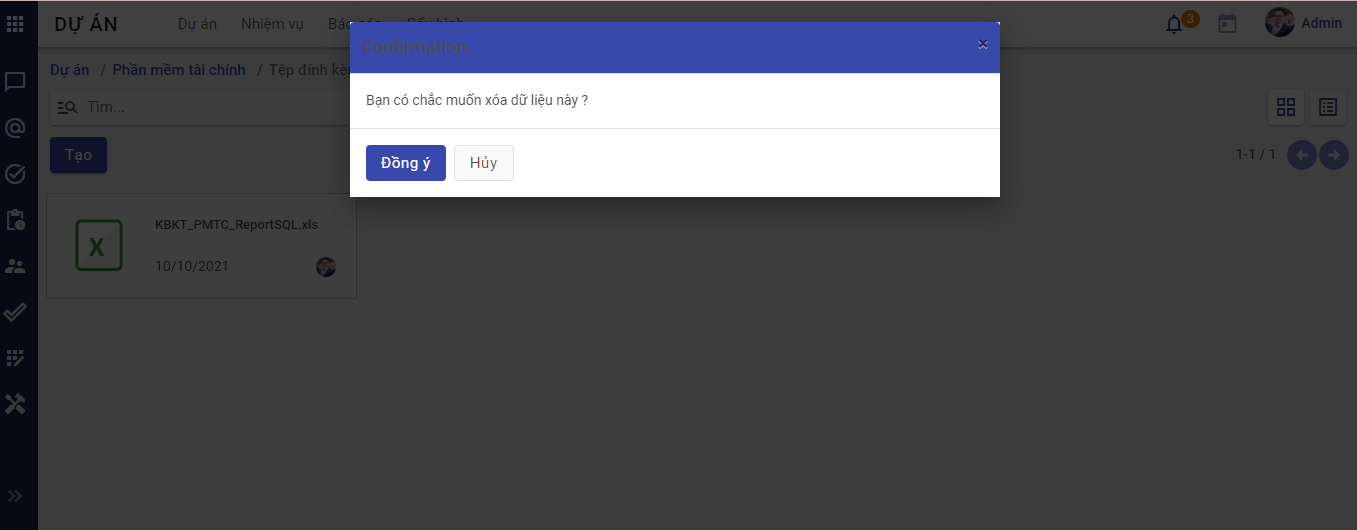 DỰ ÁN
Dự án
Nhiệm vụ
Báo cáo
Cấu hình
3
Admin
Confirmation
×
Dự án / Phần mềm tài chính / Tệp đính kèm
Bạn có chắc muốn xóa dữ liệu này ?
Tìm...
Đồng ý
Hủy
Tạo
1-1 / 1
KBKT_PMTC_ReportSQL.xls
X
10/10/2021